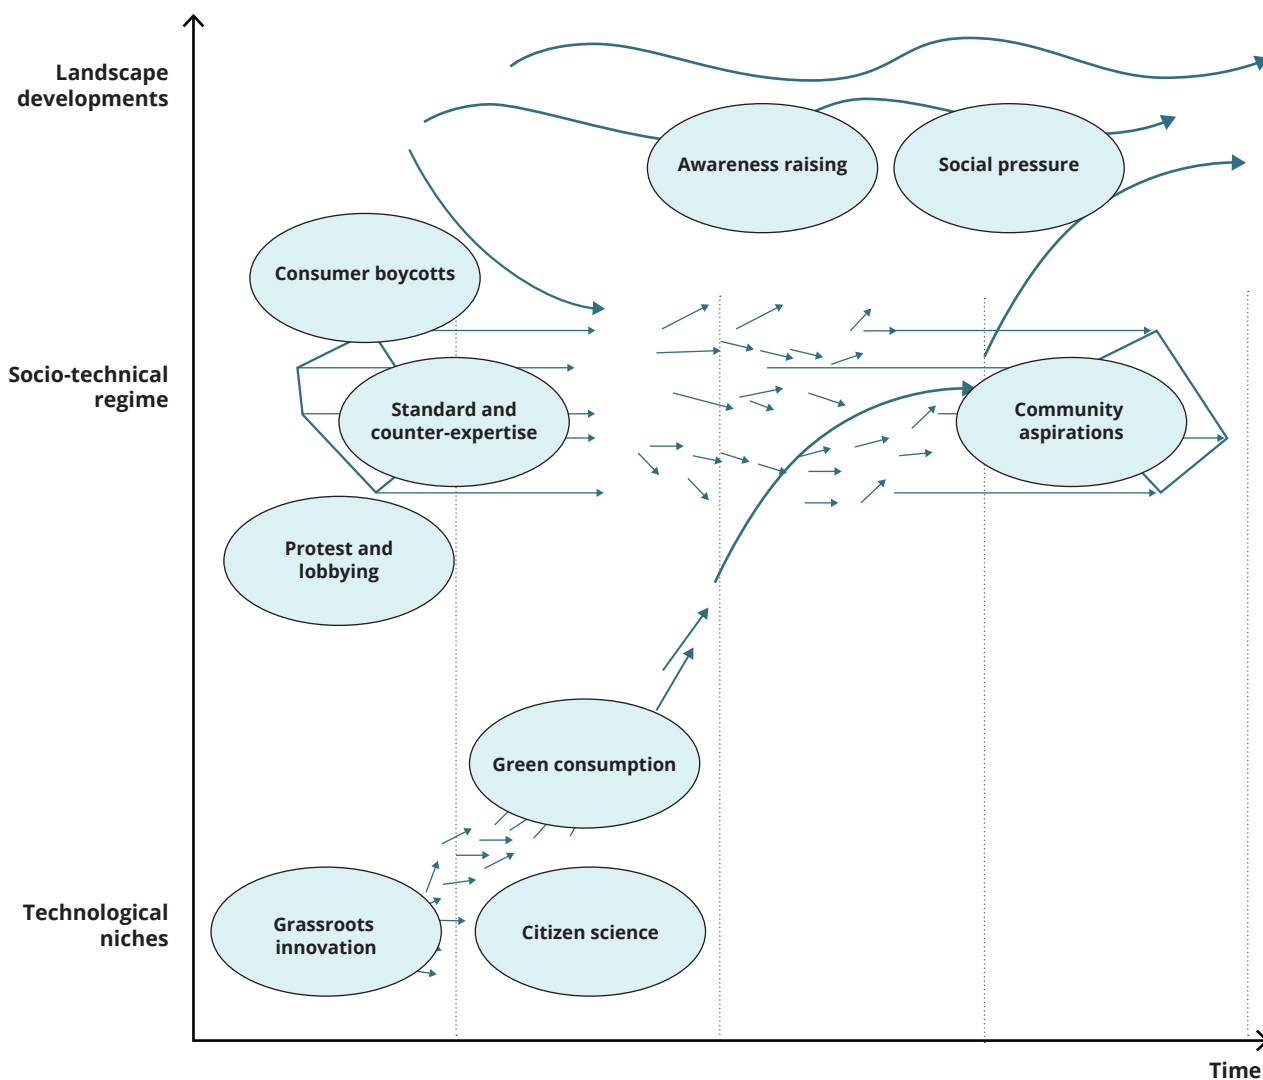 Landscape
developments
Awareness raising
Social pressure
Consumer boycotts
Socio-technical
regime
Standard and
counter-expertise
Community
aspirations
Protest and
lobbying
Green consumption
Technological
niches
Grassroots
innovation
Citizen science
Time